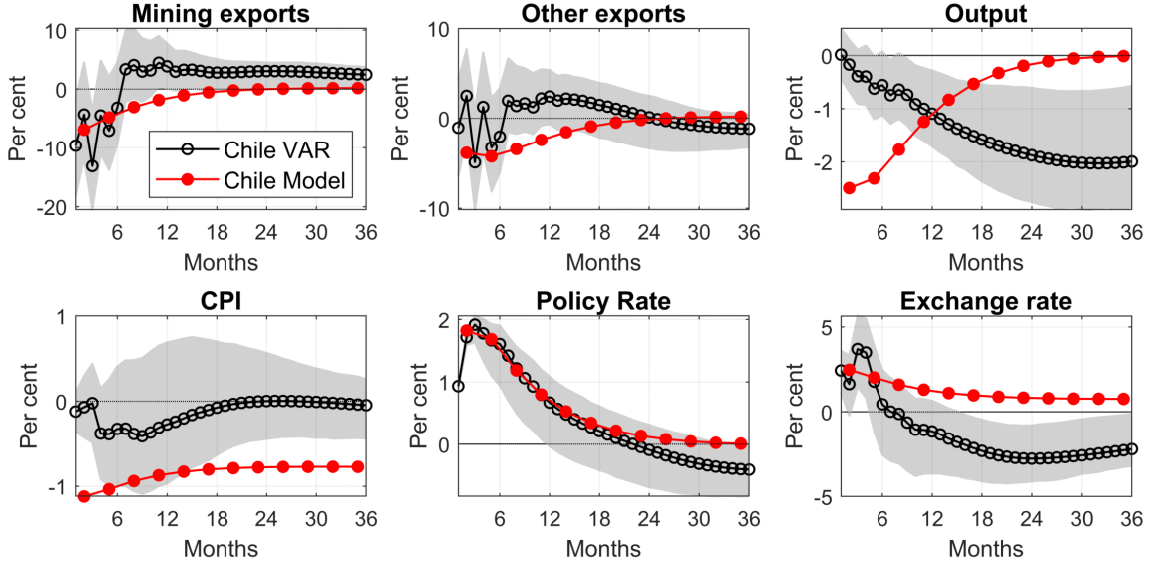 Mining exports
Other exports
Output
Per cent
10
0
-10
-20
Chile VAR
Chile Model
6 12 18 24 30 36
Months
Per cent
10
0
-10
6 12 18 24 30 36
Months
Per cent
0
-1
-2
6 12 18 24 30 36
Months
CPI
Policy Rate
Exchange rate
Per cent
1
0
-1
6 12 18 24 30 36
Months
Per cent
2
1
0
6 12 18 24 30 36
Months
Per cent
5
0
-5
6 12 18 24 30 36
Months